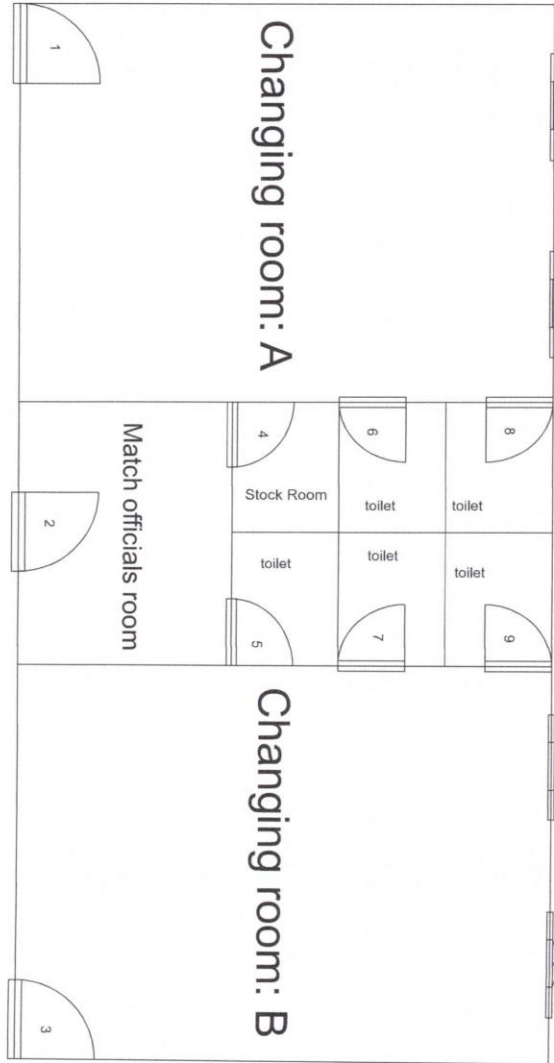 1
Changing room: A
4
6
8
Stock Room
toilet
toilet
Match officials room
2
toilet
toilet
toilet
5
7
9
Changing room: B
3